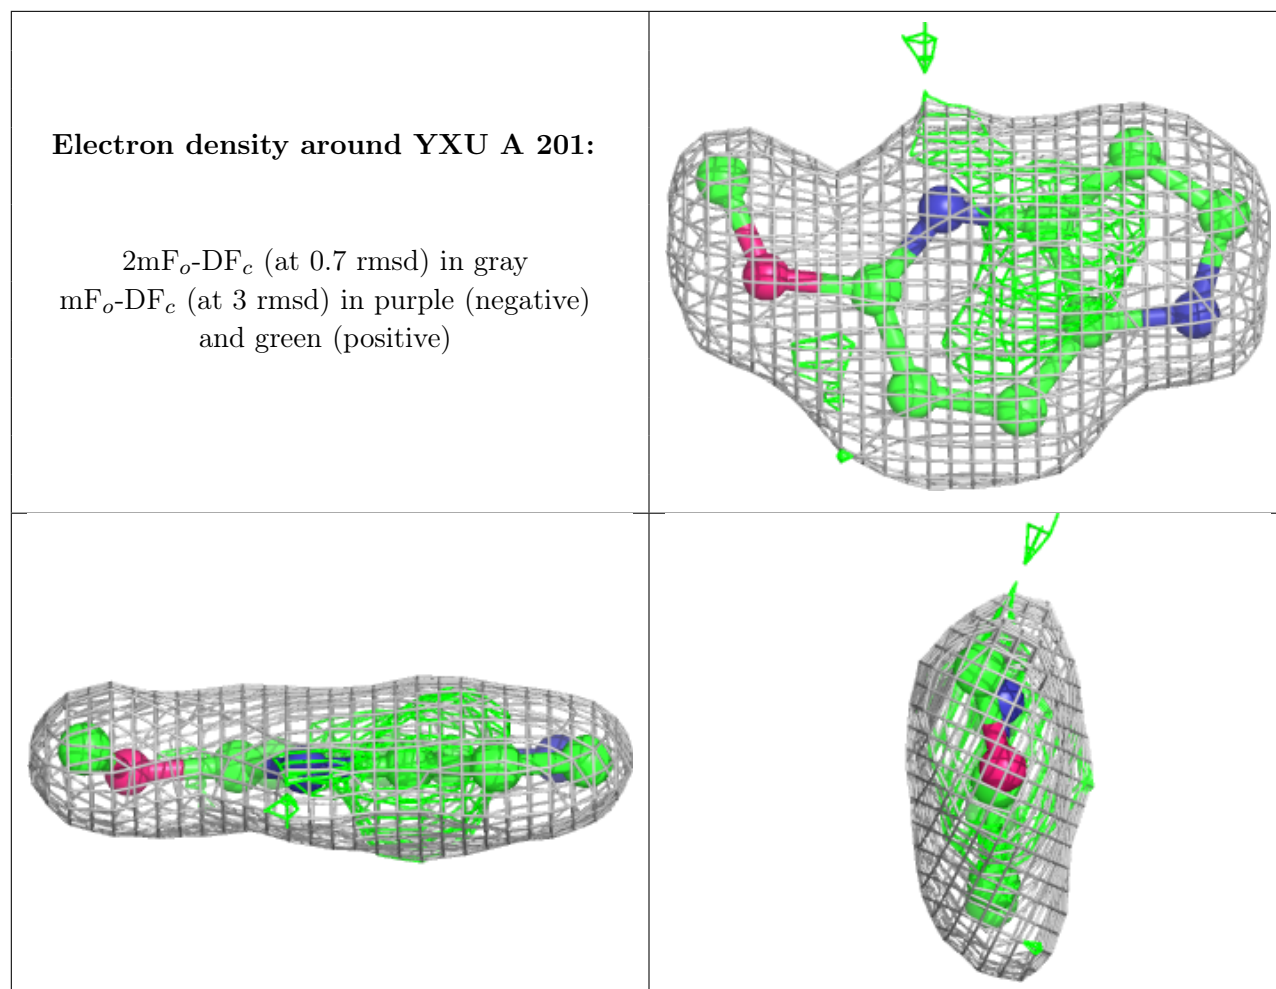 Electron density around YXU A 201:
2mFo-DFc (at 0.7 rmsd) in gray
mFo-DFc (at 3 rmsd) in purple (negative)
and green (positive)